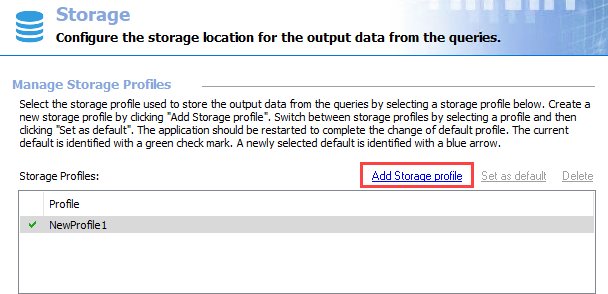 Storage
Configure the storage location for the output data from the queries.
Manage Storage Profiles
Select the storage profile used to store the output data from the queries by selecting a storage profile below. Create a
new storage profile by clicking "Add Storage profile". Switch between storage profiles by selecting a profile and then
clicking "Set as default". The application should be restarted to complete the change of default profile. The current
default is identified with a green check mark. A newly selected default is identified with a blue arrow.
Storage Profiles: Add Storage profile Set as default Delete
Profile
NewProfile1